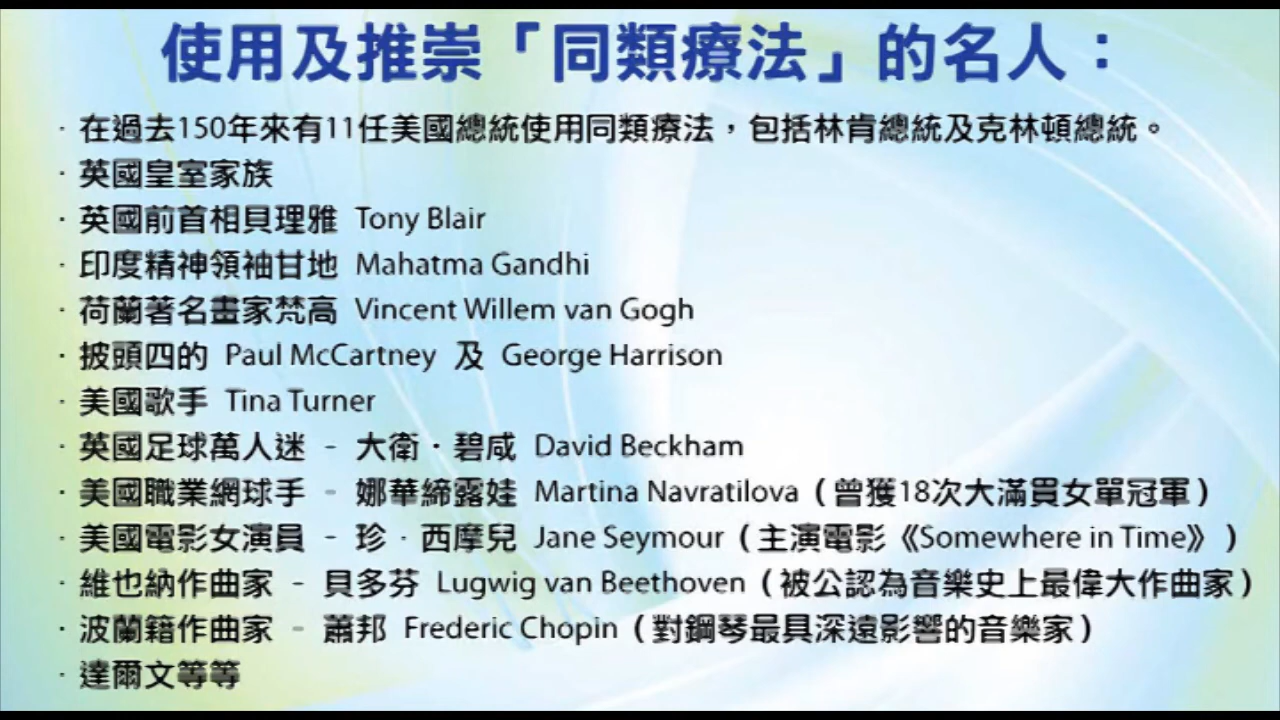 使用及推崇「同類療法」的名人：
· 在過去150年來有11任美國總統使用同類療法，包括林肯總統及克林頓總統。
· 英國皇室家族
· 英國前首相貝理雅 Tony Blair
· 印度精神領袖甘地 Mahatma Gandhi
· 荷蘭著名畫家梵高 Vincent Willem van Gogh
· 披頭四的 Paul McCartney 及 George Harrison
· 美國歌手 Tina Turner
· 英國足球萬人迷 – 大衛·碧咸 David Beckham
· 美國職業網球手 – 娜華締露娃 Martina Navratilova（曾獲18次大滿貫女單冠軍）
· 美國電影女演員 – 珍·西摩兒 Jane Seymour（主演電影《Somewhere in Time》）
· 維也納作曲家 – 貝多芬 Lugwig van Beethoven（被公認為音樂史上最偉大作曲家）
· 波蘭籍作曲家 – 蕭邦 Frederic Chopin（對鋼琴最具深遠影響的音樂家）
· 達爾文等等